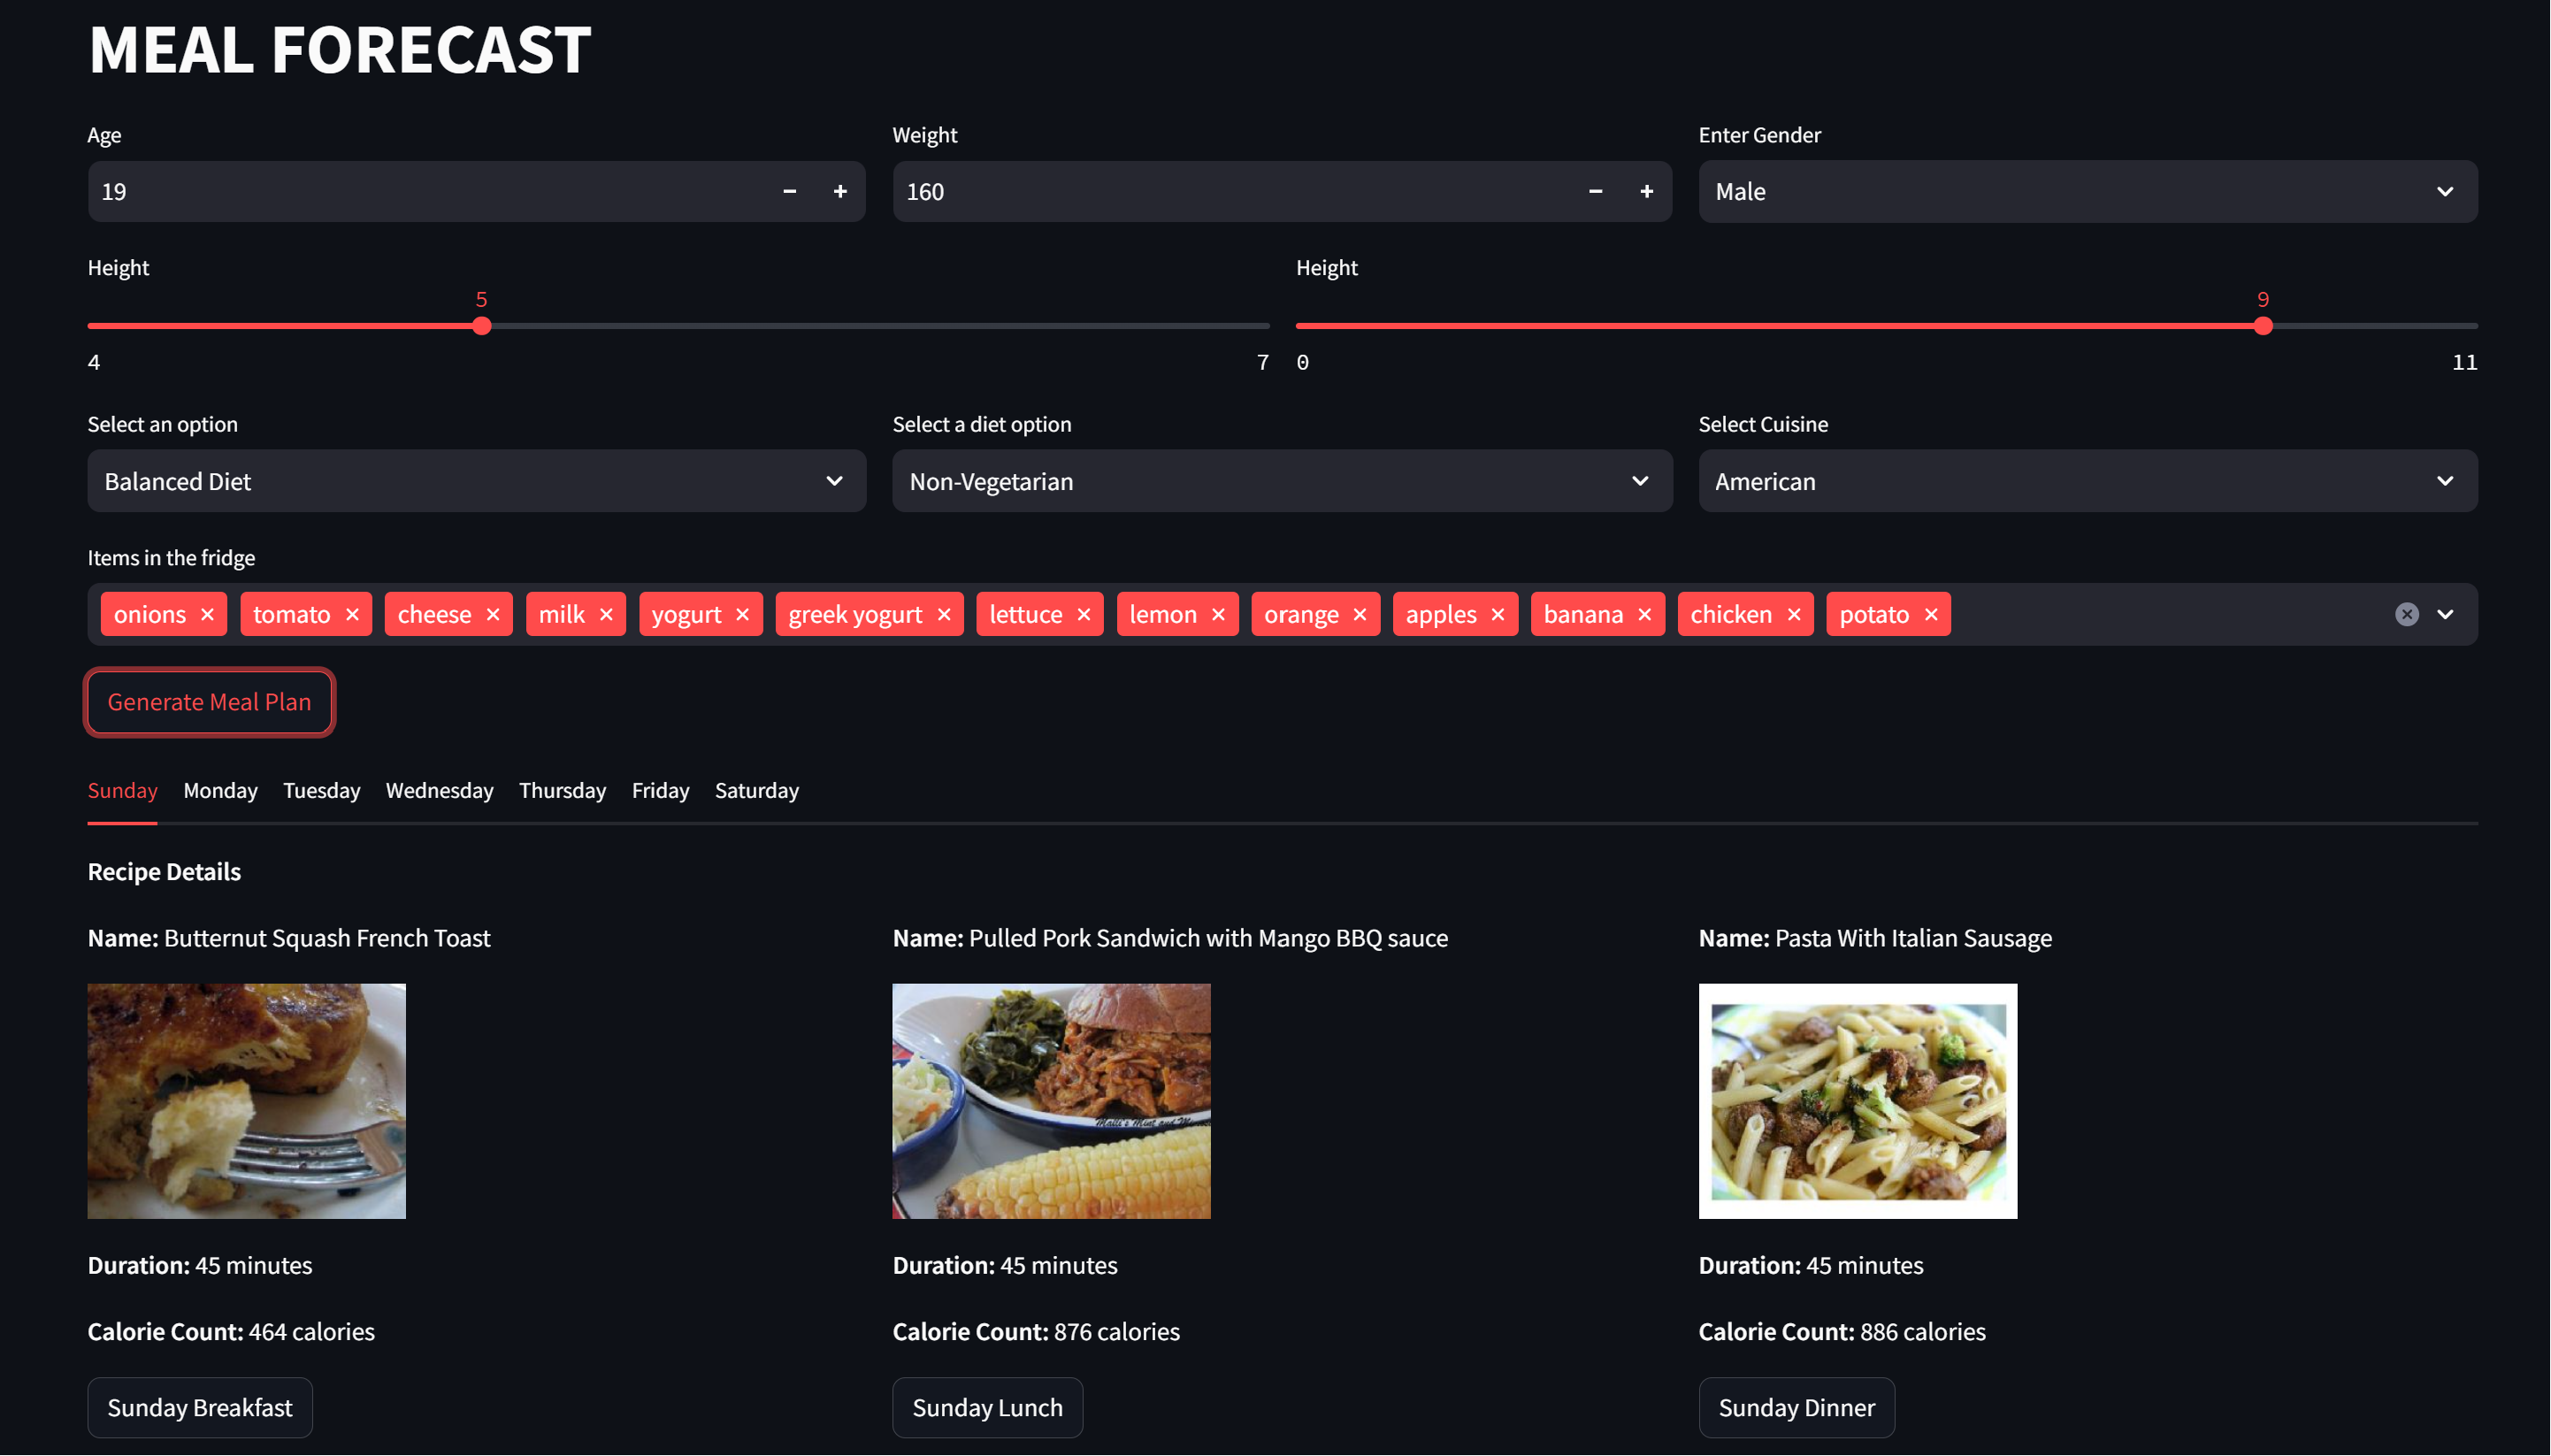 MEAL FORECAST
Age
Weight
Enter Gender
19
160
Male
Height
Height
5
9
4
7
0
11
Select an option
Select a diet option
Select Cuisine
Balanced Diet
Non-Vegetarian
American
Items in the fridge
onions tomato cheese milk yogurt greek yogurt lettuce lemon orange apples banana chicken potato
Generate Meal Plan
Sunday Monday Tuesday Wednesday Thursday Friday Saturday
Recipe Details
Name: Butternut Squash French Toast
Name: Pulled Pork Sandwich with Mango BBQ sauce
Name: Pasta With Italian Sausage
Duration: 45 minutes
Duration: 45 minutes
Duration: 45 minutes
Calorie Count: 464 calories
Calorie Count: 876 calories
Calorie Count: 886 calories
Sunday Breakfast
Sunday Lunch
Sunday Dinner